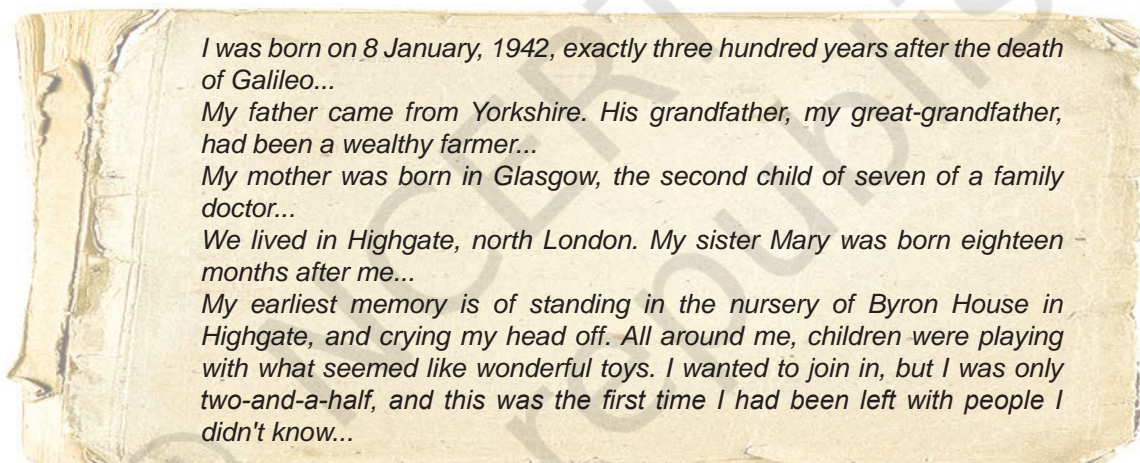 I was born on 8 January, 1942, exactly three hundred years after the death
of Galileo...
My father came from Yorkshire. His grandfather, my great-grandfather,
had been a wealthy farmer...
My mother was born in Glasgow, the second child of seven of a family
doctor...
We lived in Highgate, north London. My sister Mary was born eighteen
months after me...
My earliest memory is of standing in the nursery of Byron House in
Highgate, and crying my head off. All around me, children were playing
with what seemed like wonderful toys. I wanted to join in, but I was only
two-and-a-half, and this was the first time I had been left with people I
didn't know...